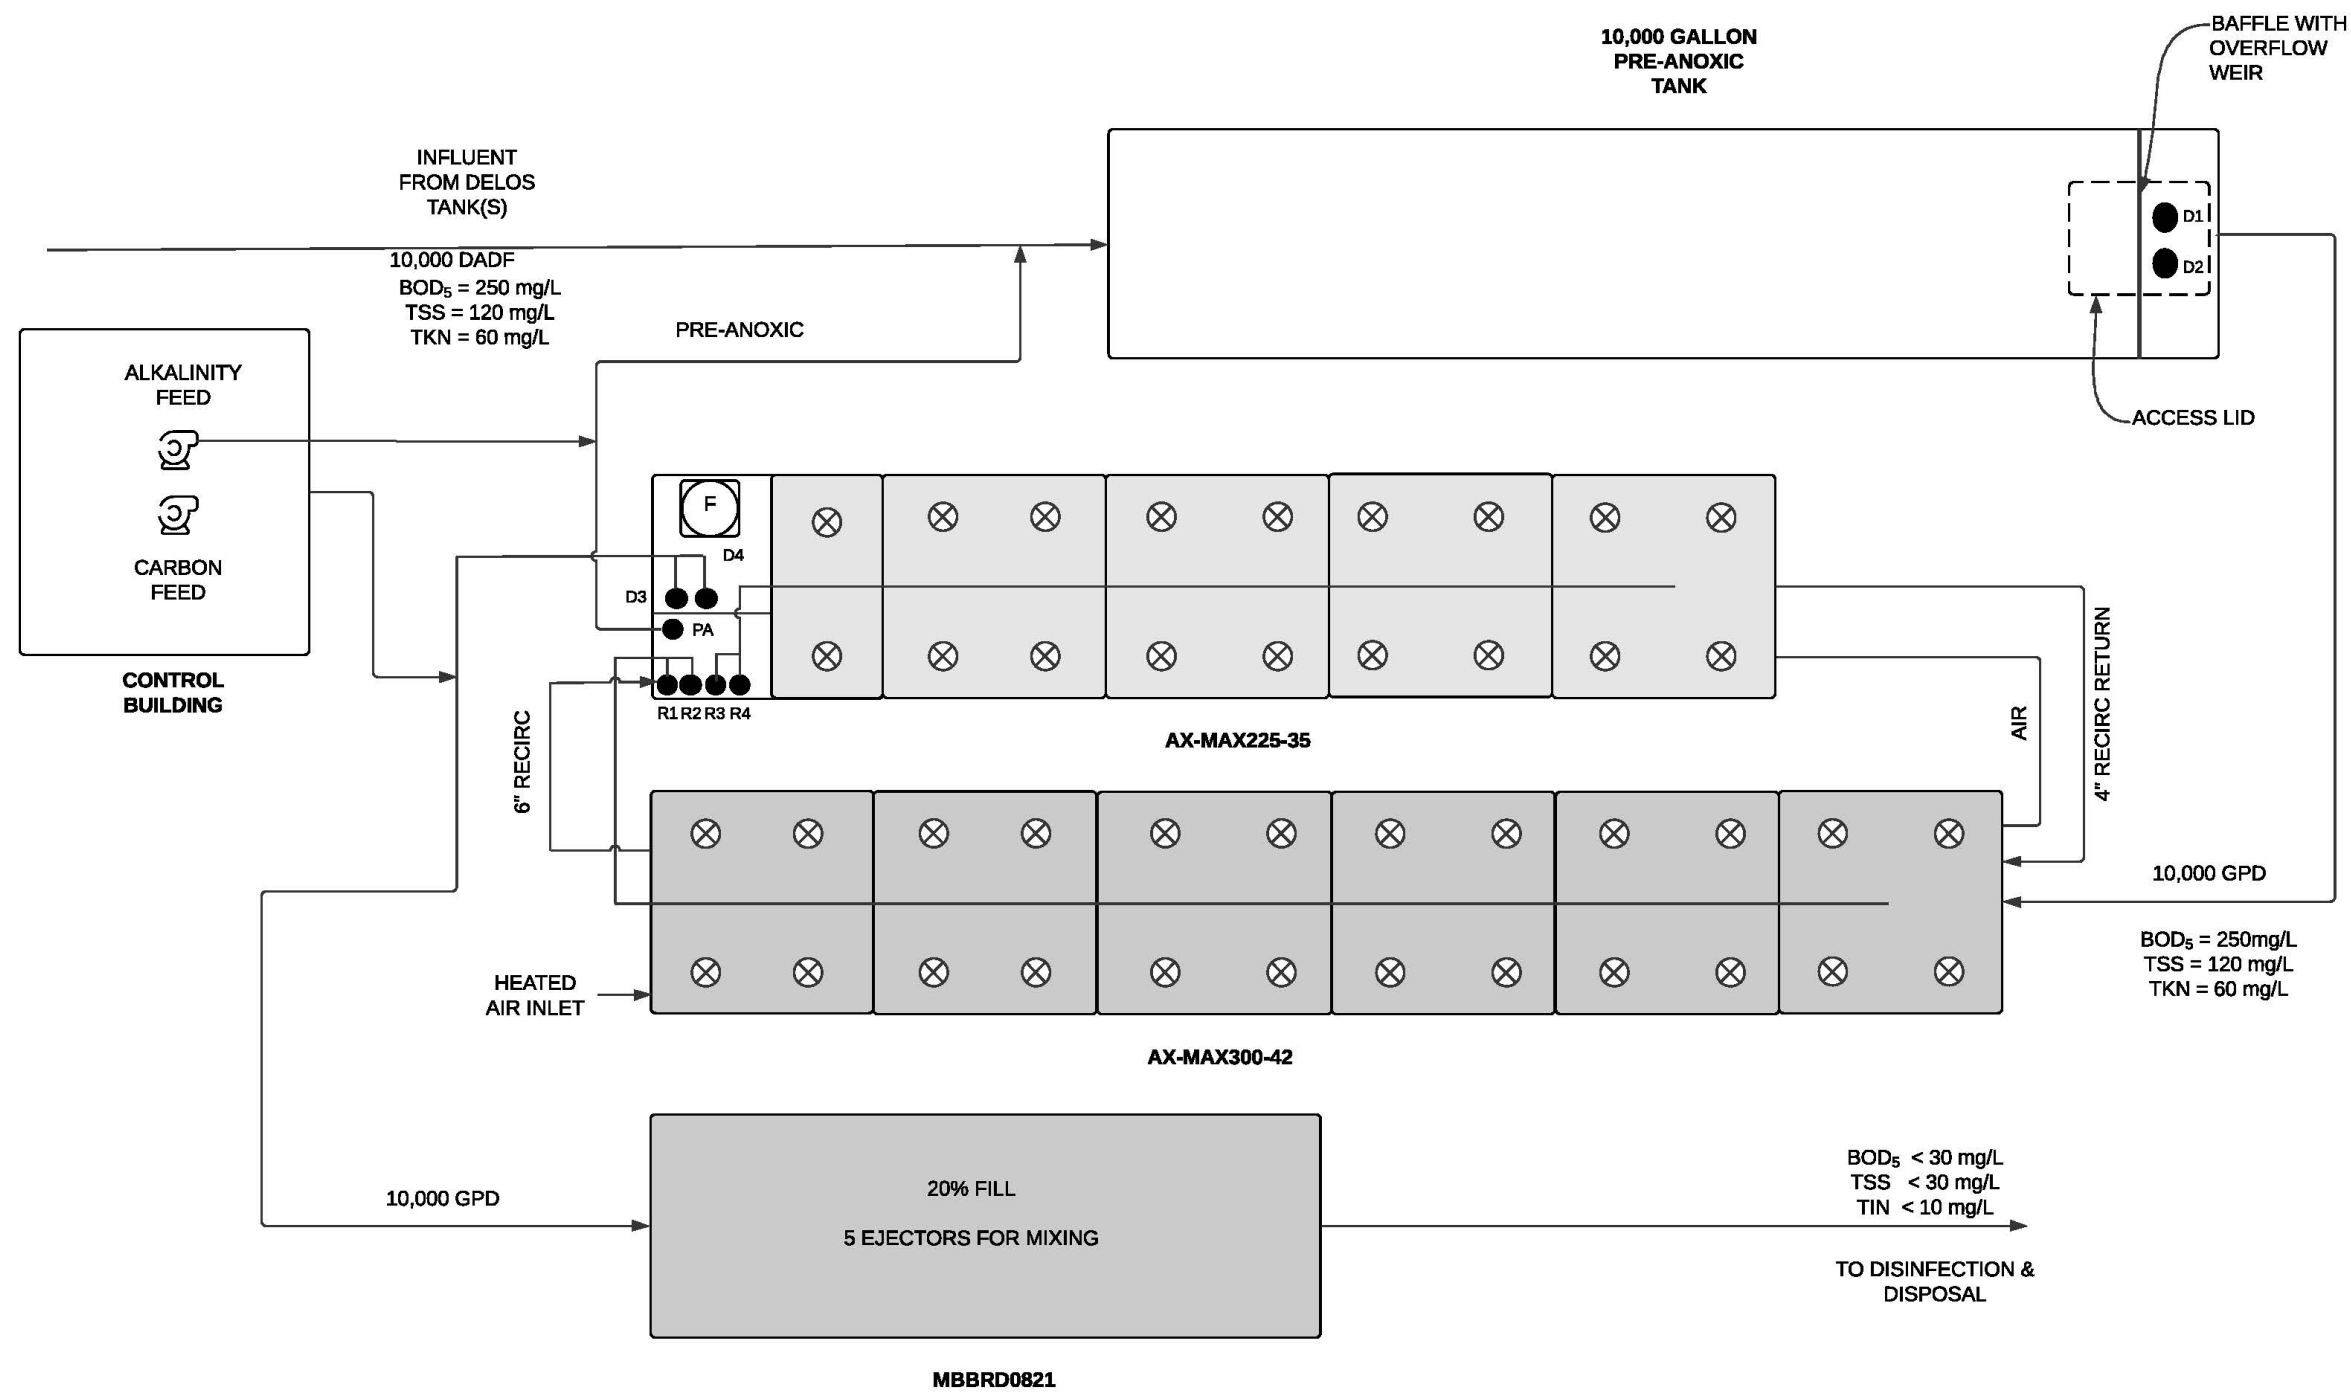 10,000 GALLON
PRE-ANOXIC
TANK
BAFFLE WITH
OVERFLOW
WEIR
INFLUENT
FROM DELOS
TANK(S)
10,000 DADF
BOD₅ = 250 mg/L
TSS = 120 mg/L
TKN = 60 mg/L
D1
D2
PRE-ANOXIC
ACCESS LID
ALKALINITY
FEED
CARBON
FEED
CONTROL
BUILDING
F
D4
D3
PA
R1 R2 R3 R4
6" RECIRC
AX-MAX225-35
AIR
4" RECIRC RETURN
10,000 GPD
BOD₅ = 250mg/L
TSS = 120 mg/L
TKN = 60 mg/L
HEATED
AIR INLET
AX-MAX300-42
10,000 GPD
20% FILL
5 EJECTORS FOR MIXING
MBBRD0821
BOD₅ < 30 mg/L
TSS < 30 mg/L
TIN < 10 mg/L
TO DISINFECTION &
DISPOSAL